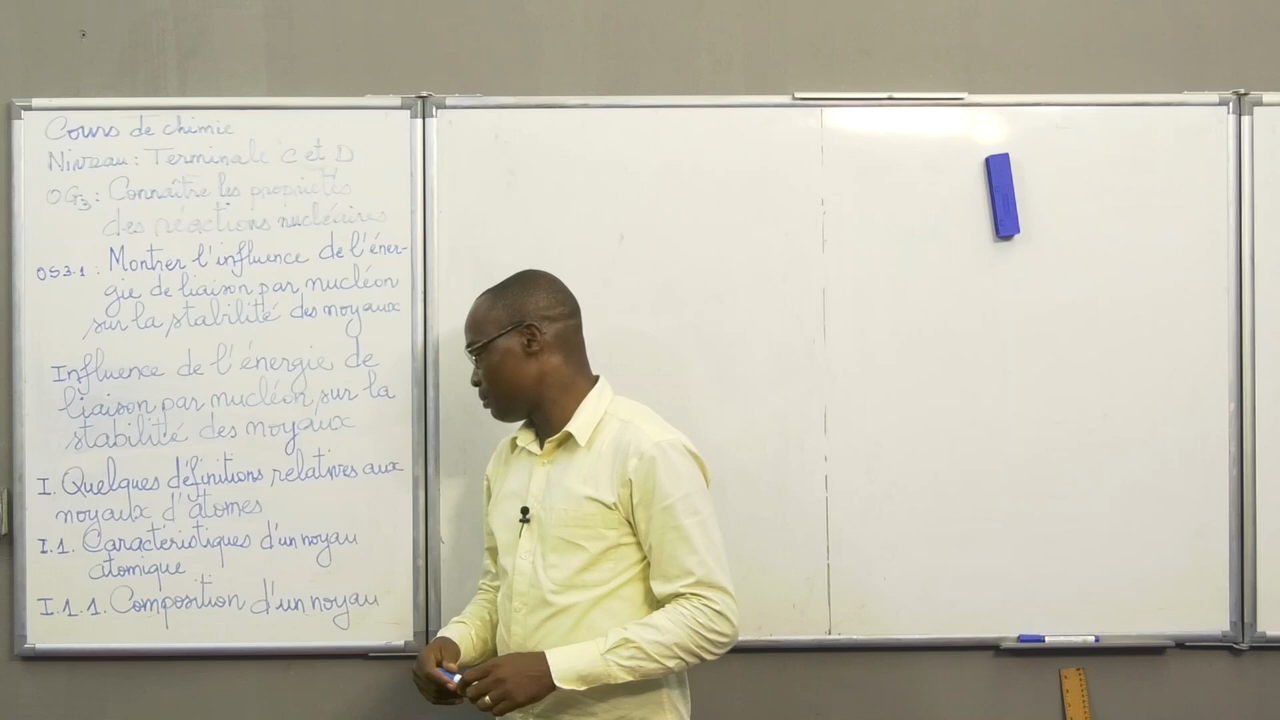 Cours de chimie
Niveau : Terminale C et D
OG3 : Connaître les propriétés
des réactions nucléaires
OS3.1 : Montrer l'influence de l'éner-
gie de liaison par nucléon
sur la stabilité des noyaux
Influence de l'énergie de
liaison par nucléon sur la
stabilité des noyaux
I. Quelques définitions relatives aux
noyaux d'atomes
I.1. Caractéristiques d'un noyau
atomique
I.1.1. Composition d'un noyau